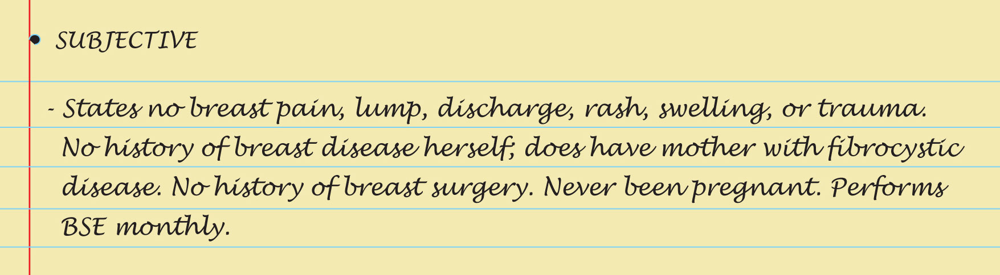 • SUBJECTIVE
- States no breast pain, lump, discharge, rash, swelling, or trauma.
No history of breast disease herself; does have mother with fibrocystic
disease. No history of breast surgery. Never been pregnant. Performs
BSE monthly.